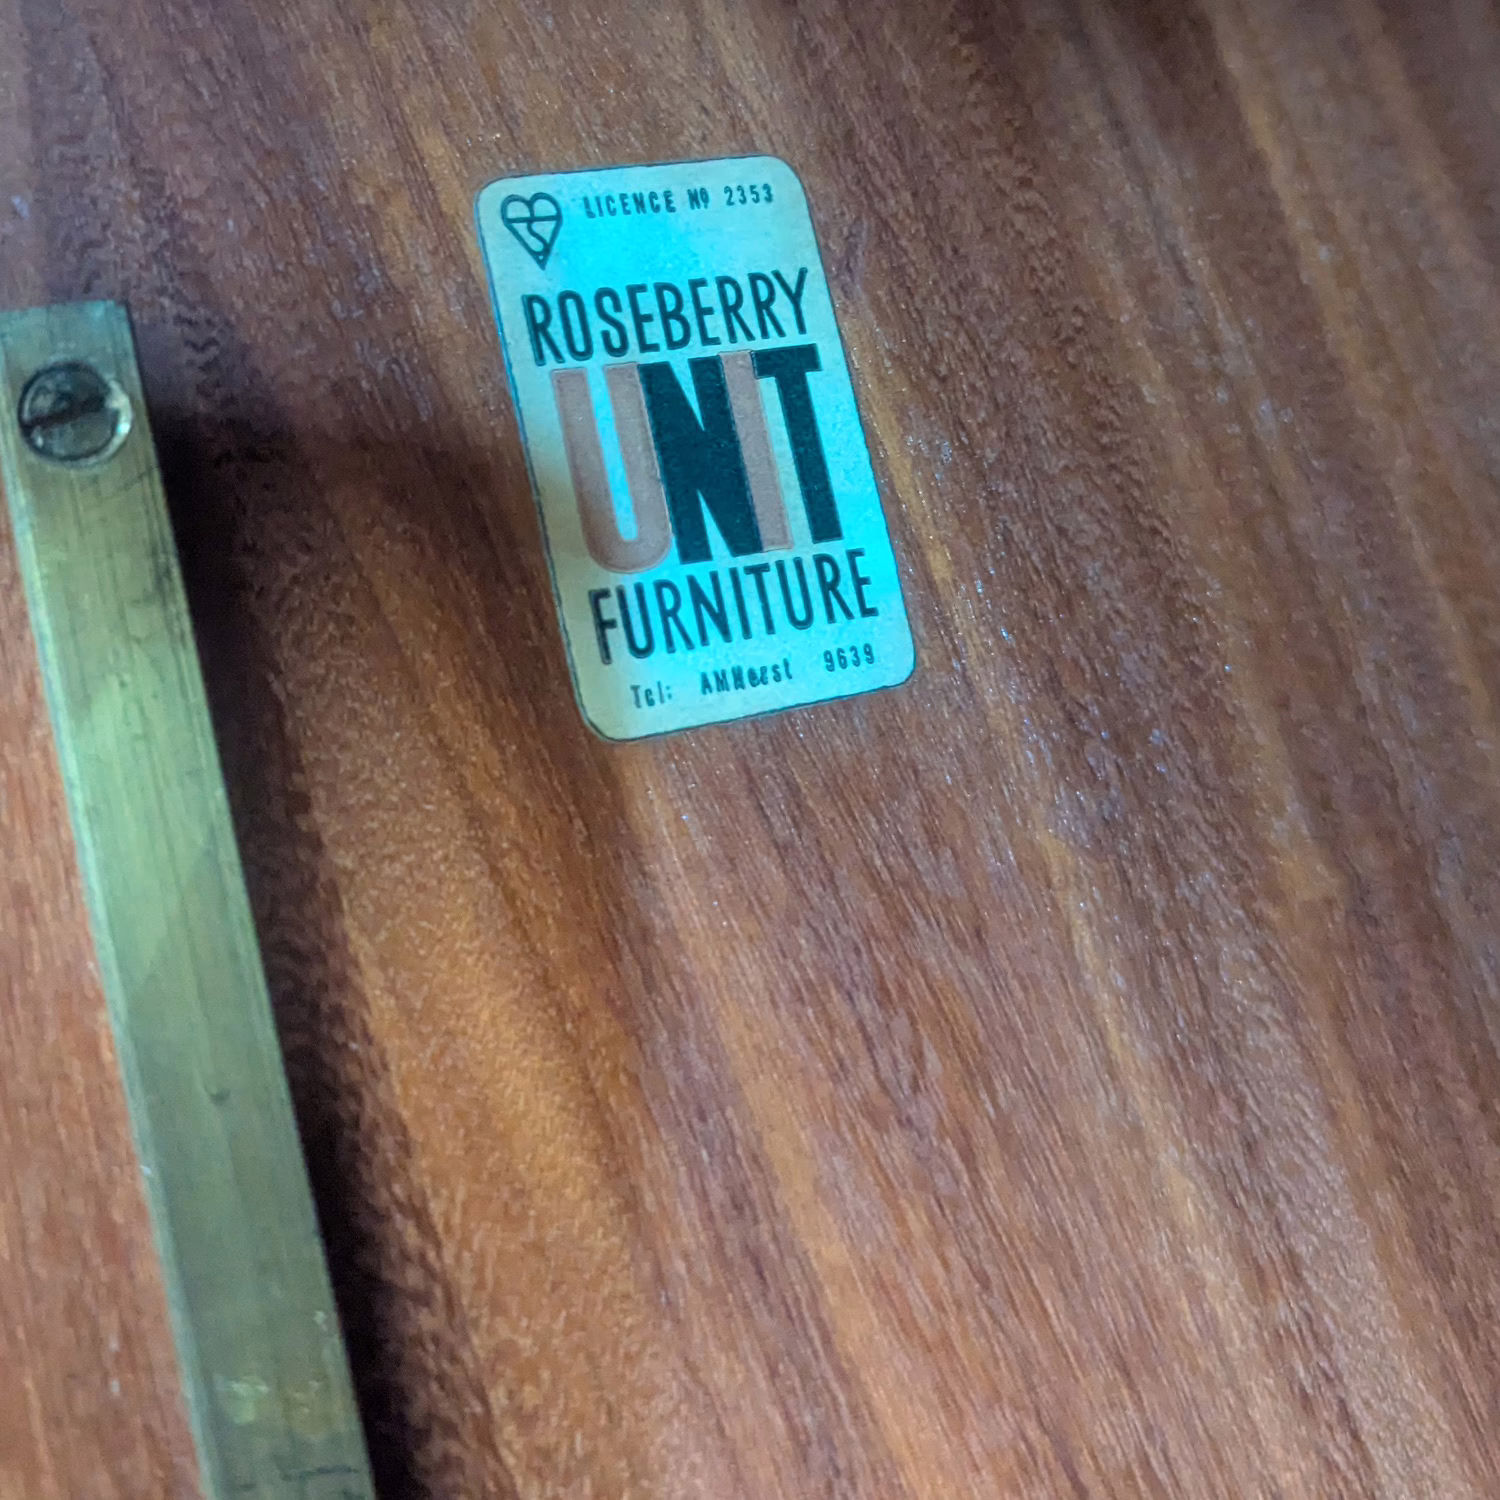 LICENCE Nº 2353
ROSEBERRY
UNIT
FURNITURE
Tel: AMHerst 9639